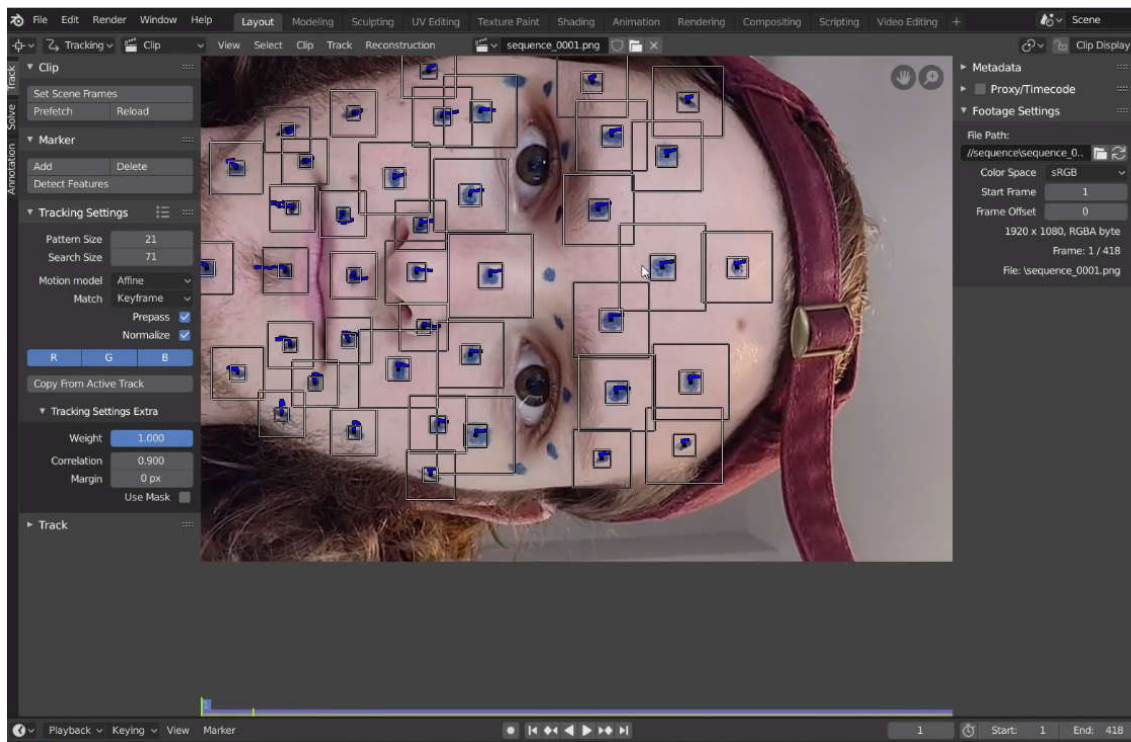 File Edit Render Window Help Layout Modeling Sculpting UV Editing Texture Paint Shading Animation Rendering Compositing Scripting Video Editing + Scene
Tracking Clip View Select Clip Track Reconstruction sequence_0001.png Clip Display
Track
Solve
Annotation
Clip
Set Scene Frames
Prefetch Reload
Marker
Add Delete
Detect Features
Tracking Settings
Pattern Size 21
Search Size 71
Motion model Affine
Match Keyframe
Prepass
Normalize
R G B
Copy From Active Track
Tracking Settings Extra
Weight 1.000
Correlation 0.900
Margin 0 px
Use Mask
Track
Metadata
Proxy/Timecode
Footage Settings
File Path:
//sequence\sequence_0..
Color Space sRGB
Start Frame 1
Frame Offset 0
1920 x 1080, RGBA byte
Frame: 1 / 418
File: \sequence_0001.png
1
Playback Keying View Marker 1 Start: 1 End: 418